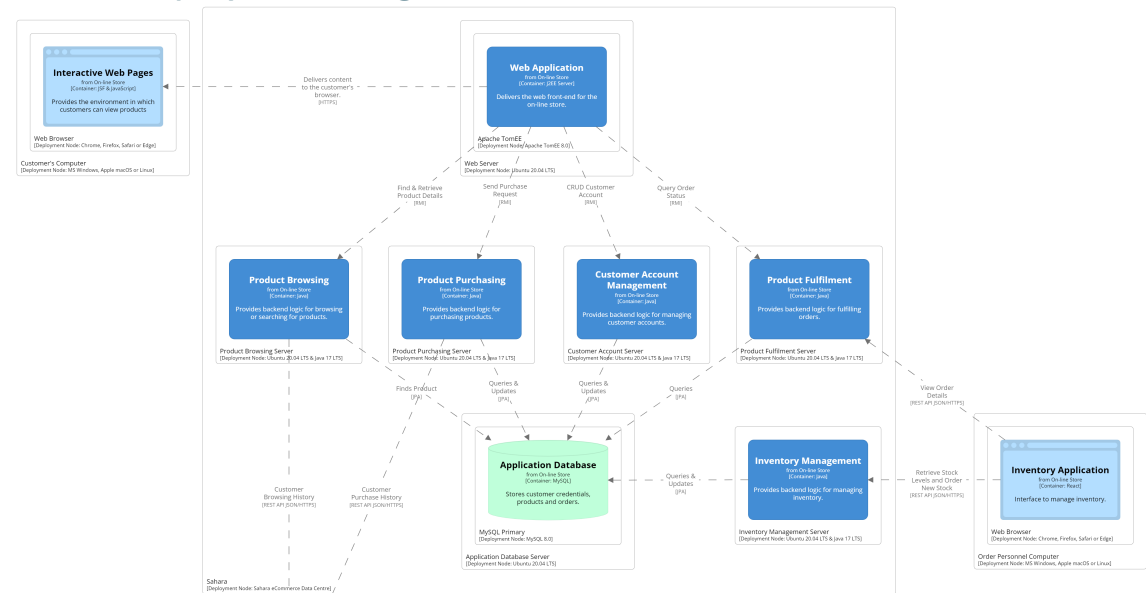 Interactive Web Pages
from On-line Store
[Container: JSF & JavaScript]
Provides the environment in which
customers can view products
Web Browser
[Deployment Node: Chrome, Firefox, Safari or Edge]
Customer's Computer
[Deployment Node: MS Windows, Apple macOS or Linux]
Delivers content
to the customer's
browser.
[HTTPS]
Web Application
from On-line Store
[Container: J2EE Server]
Delivers the web front-end for the
on-line store.
Apache TomEE
[Deployment Node: Apache TomEE 8.0]
Web Server
[Deployment Node: Ubuntu 20.04 LTS]
Find & Retrieve
Product Details
[RMI]
Send Purchase
Request
[RMI]
CRUD Customer
Account
[RMI]
Query Order
Status
[RMI]
Product Browsing
from On-line Store
[Container: Java]
Provides backend logic for browsing
or searching for products.
Product Browsing Server
[Deployment Node: Ubuntu 20.04 LTS & Java 17 LTS]
Product Purchasing
from On-line Store
[Container: Java]
Provides backend logic for
purchasing products.
Product Purchasing Server
[Deployment Node: Ubuntu 20.04 LTS & Java 17 LTS]
Customer Account
Management
from On-line Store
[Container: Java]
Provides backend logic for managing
customer accounts.
Customer Account Server
[Deployment Node: Ubuntu 20.04 LTS & Java 17 LTS]
Product Fulfilment
from On-line Store
[Container: Java]
Provides backend logic for fulfilling
orders.
Product Fulfilment Server
[Deployment Node: Ubuntu 20.04 LTS & Java 17 LTS]
Finds Product
[JPA]
Queries &
Updates
[JPA]
Queries &
Updates
[JPA]
Queries
[JPA]
View Order
Details
[REST API JSON/HTTPS]
Application Database
from On-line Store
[Container: MySQL]
Stores customer credentials,
products and orders.
MySQL Primary
[Deployment Node: MySQL 8.0]
Application Database Server
[Deployment Node: Ubuntu 20.04 LTS]
Queries &
Updates
[JPA]
Inventory Management
from On-line Store
[Container: Java]
Provides backend logic for managing
inventory.
Inventory Management Server
[Deployment Node: Ubuntu 20.04 LTS & Java 17 LTS]
Retrieve Stock
Levels and Order
New Stock
[REST API JSON/HTTPS]
Inventory Application
from On-line Store
[Container: React]
Interface to manage inventory.
Web Browser
[Deployment Node: Chrome, Firefox, Safari or Edge]
Order Personnel Computer
[Deployment Node: MS Windows, Apple macOS or Linux]
Customer
Browsing History
[REST API JSON/HTTPS]
Customer
Purchase History
[REST API JSON/HTTPS]
Sahara
[Deployment Node: Sahara eCommerce Data Centre]